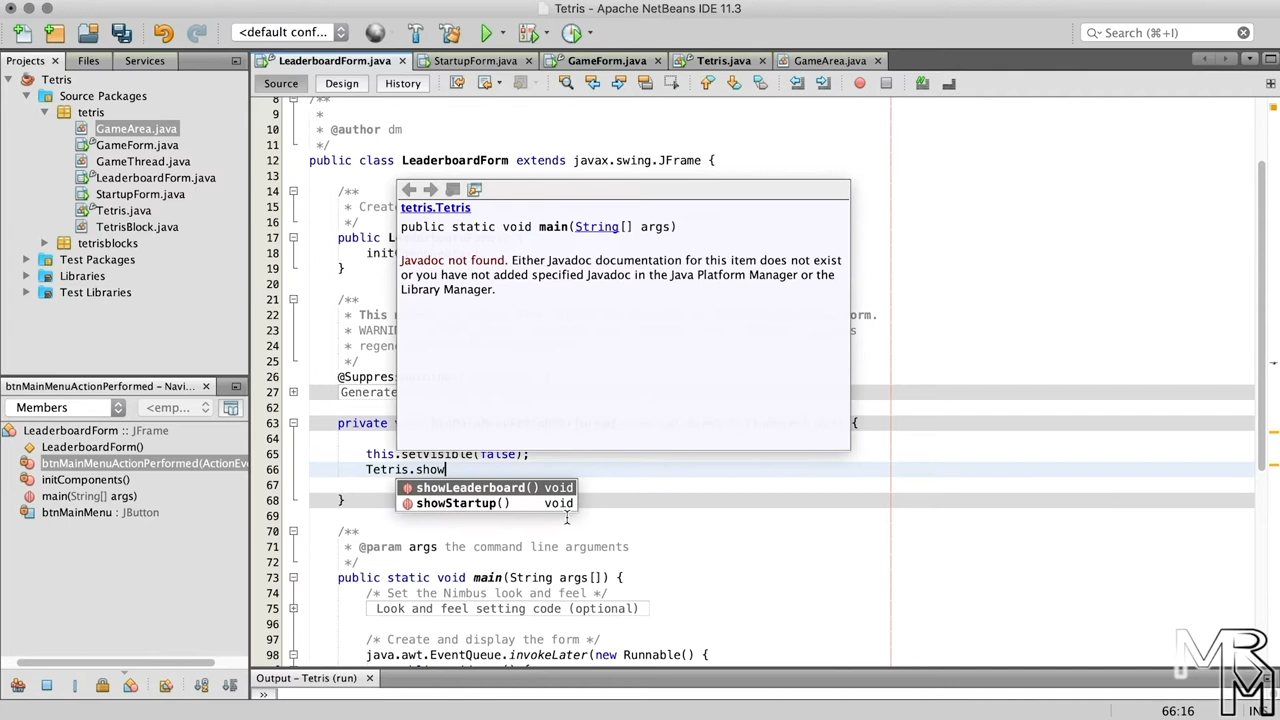 Tetris - Apache NetBeans IDE 11.3
<default conf...
Search (⌘+I)
Projects
Files
Services
LeaderboardForm.java
StartupForm.java
GameForm.java
Tetris.java
GameArea.java
Source
Design
History
Tetris
Source Packages
tetris
GameArea.java
GameForm.java
GameThread.java
LeaderboardForm.java
StartupForm.java
Tetris.java
TetrisBlock.java
tetrisblocks
Test Packages
Libraries
Test Libraries
btnMainMenuActionPerformed - Navi...
Members
<emp...
LeaderboardForm :: JFrame
LeaderboardForm()
btnMainMenuActionPerformed(ActionEve
initComponents()
main(String[] args)
btnMainMenu : JButton
8 /**
9 *
10 * @author dm
11 */
12 public class LeaderboardForm extends javax.swing.JFrame {
13
14 /**
15 * Creat
16 */
17 public L
18 init
19 }
20
21 /**
22 * This orm.
23 * WARN s
24 * regen
25 */
26 @Suppres
27 Generate
62
63 private v {
64
65 this.setVisible(false);
66 Tetris.show
67
68 }
69
70 /**
71 * @param args the command line arguments
72 */
73 public static void main(String args[]) {
74 /* Set the Nimbus look and feel */
75 Look and feel setting code (optional)
96
97 /* Create and display the form */
98 java.awt.EventQueue.invokeLater(new Runnable() {
tetris.Tetris
public static void main(String[] args)
Javadoc not found. Either Javadoc documentation for this item does not exist
or you have not added specified Javadoc in the Java Platform Manager or the
Library Manager.
showLeaderboard() void
showStartup() void
Output - Tetris (run)
66:16
INS
MRM